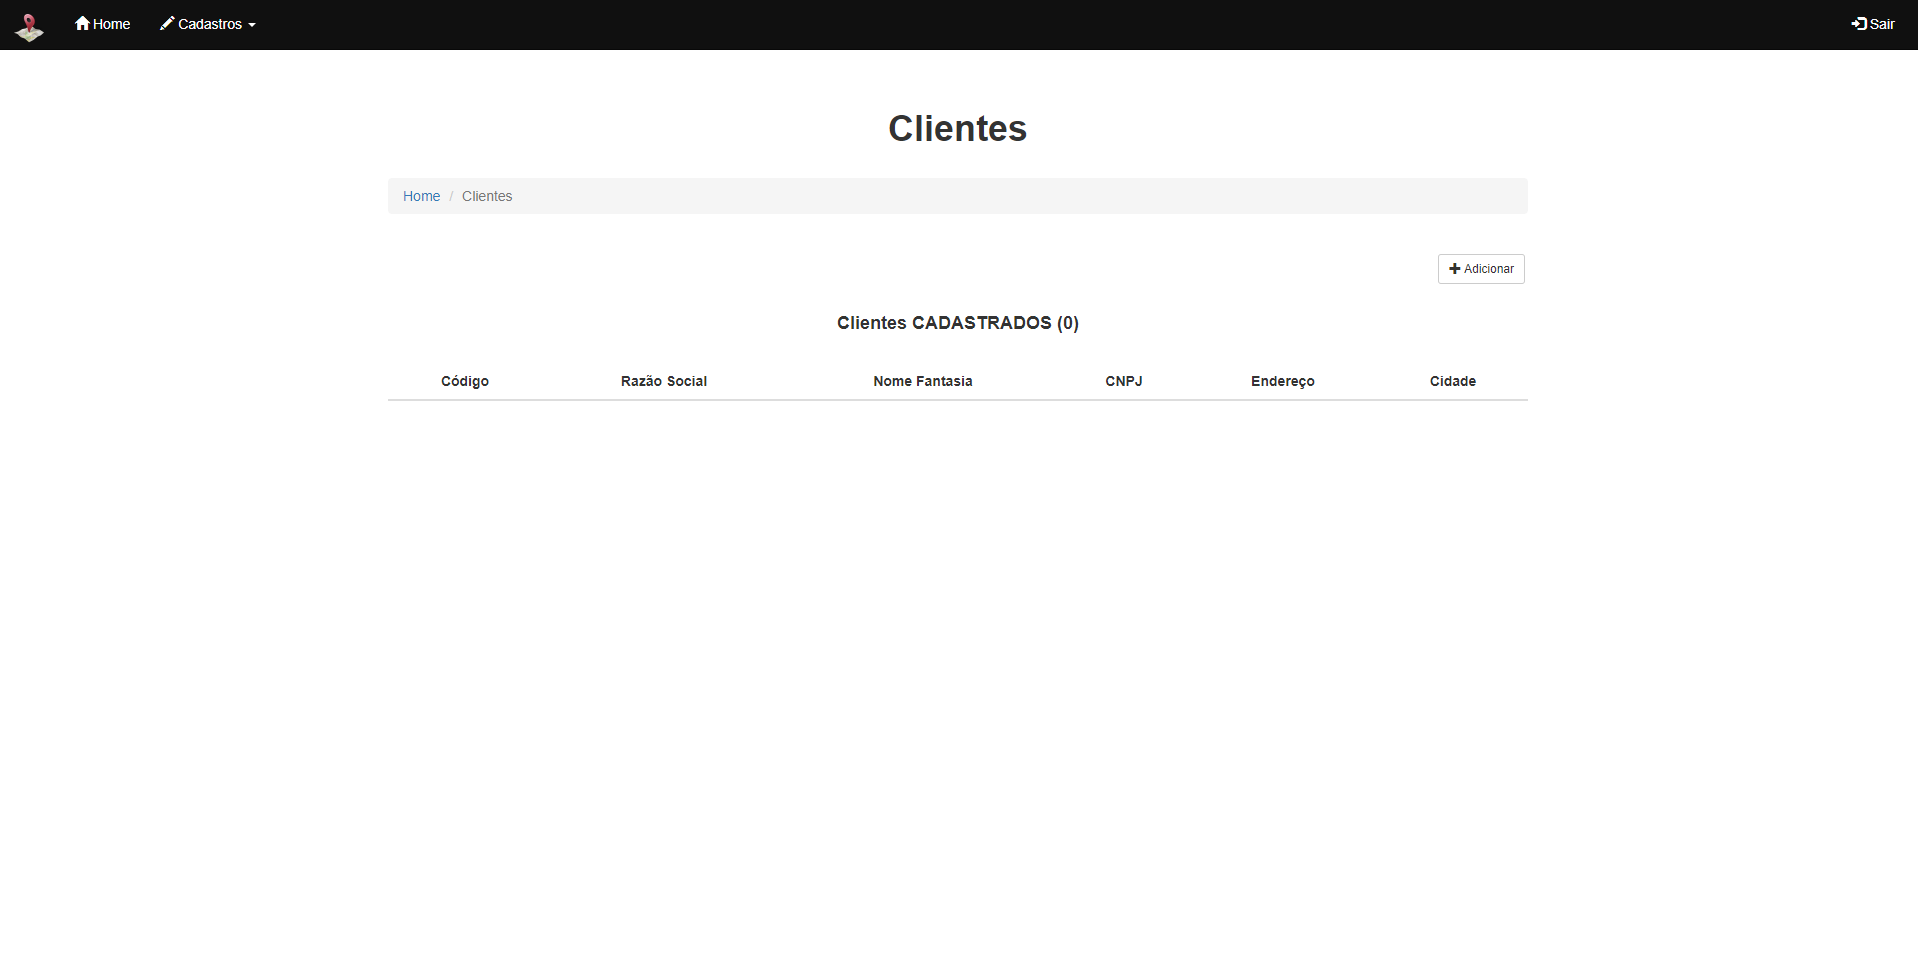 Home Cadastros Sair
Clientes
Home / Clientes
Adicionar
Clientes CADASTRADOS (0)
Código Razão Social Nome Fantasia CNPJ Endereço Cidade